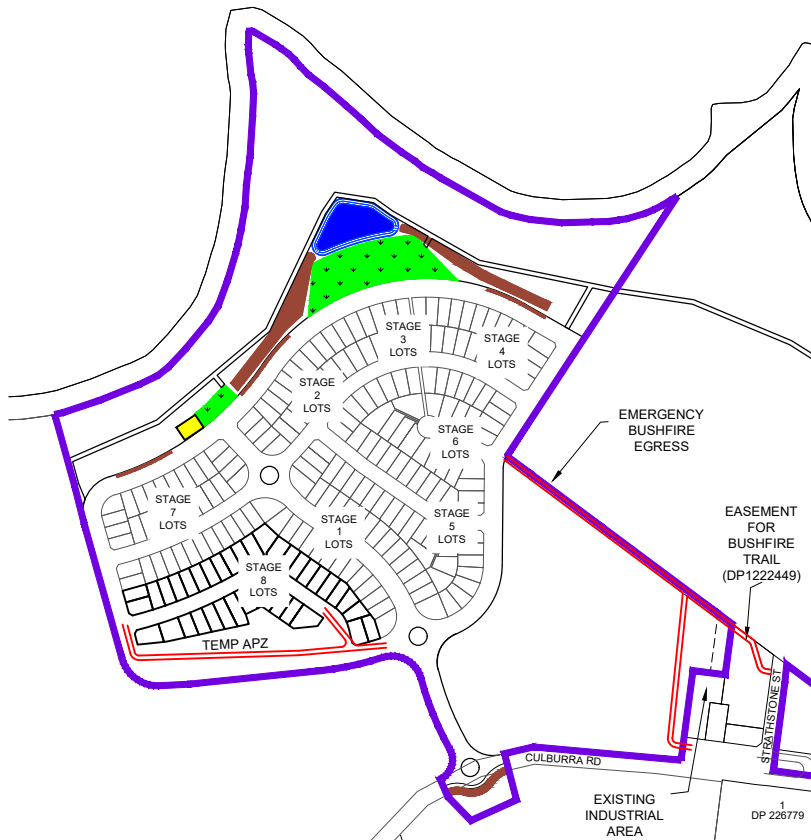 STAGE
3
LOTS
STAGE
4
LOTS
STAGE
2
LOTS
STAGE
6
LOTS
EMERGENCY
BUSHFIRE
EGRESS
STAGE
7
LOTS
STAGE
1
LOTS
STAGE
5
LOTS
EASEMENT
FOR
BUSHFIRE
TRAIL
(DP1222449)
STAGE
8
LOTS
TEMP APZ
STRATHSTONE ST
CULBURRA RD
EXISTING
INDUSTRIAL
AREA
1
DP 226779